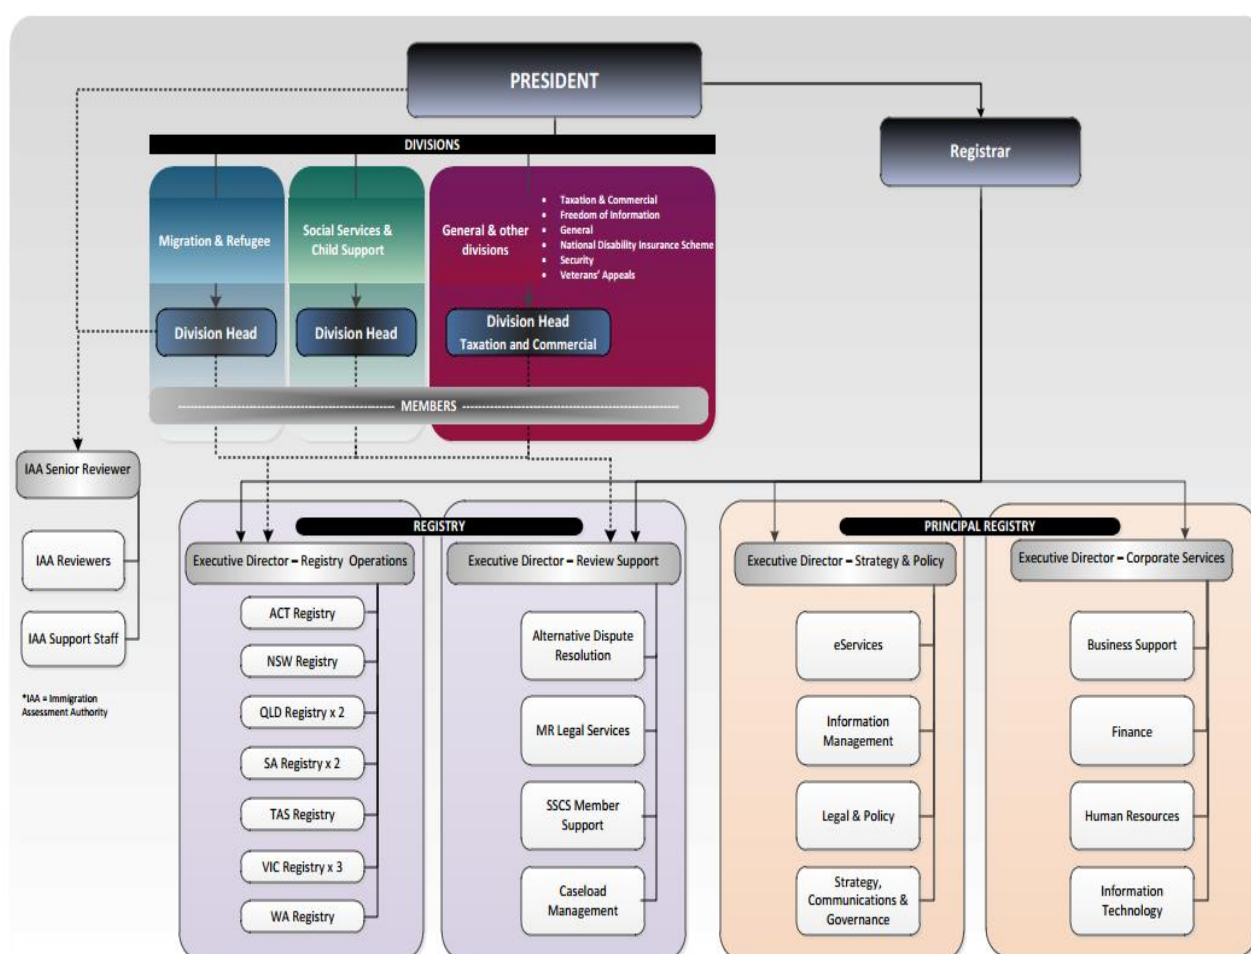 PRESIDENT
Registrar
DIVISIONS
Migration & Refugee
Social Services &
Child Support
General & other
divisions
• Taxation & Commercial
• Freedom of Information
• General
• National Disability Insurance Scheme
• Security
• Veterans' Appeals
Division Head
Division Head
Division Head
Taxation and Commercial
MEMBERS
IAA Senior Reviewer
IAA Reviewers
IAA Support Staff
*IAA = Immigration
Assessment Authority
REGISTRY
Executive Director – Registry Operations
ACT Registry
NSW Registry
QLD Registry x 2
SA Registry x 2
TAS Registry
VIC Registry x 3
WA Registry
Executive Director – Review Support
Alternative Dispute
Resolution
MR Legal Services
SSCS Member
Support
Caseload
Management
PRINCIPAL REGISTRY
Executive Director – Strategy & Policy
eServices
Information
Management
Legal & Policy
Strategy,
Communications &
Governance
Executive Director – Corporate Services
Business Support
Finance
Human Resources
Information
Technology